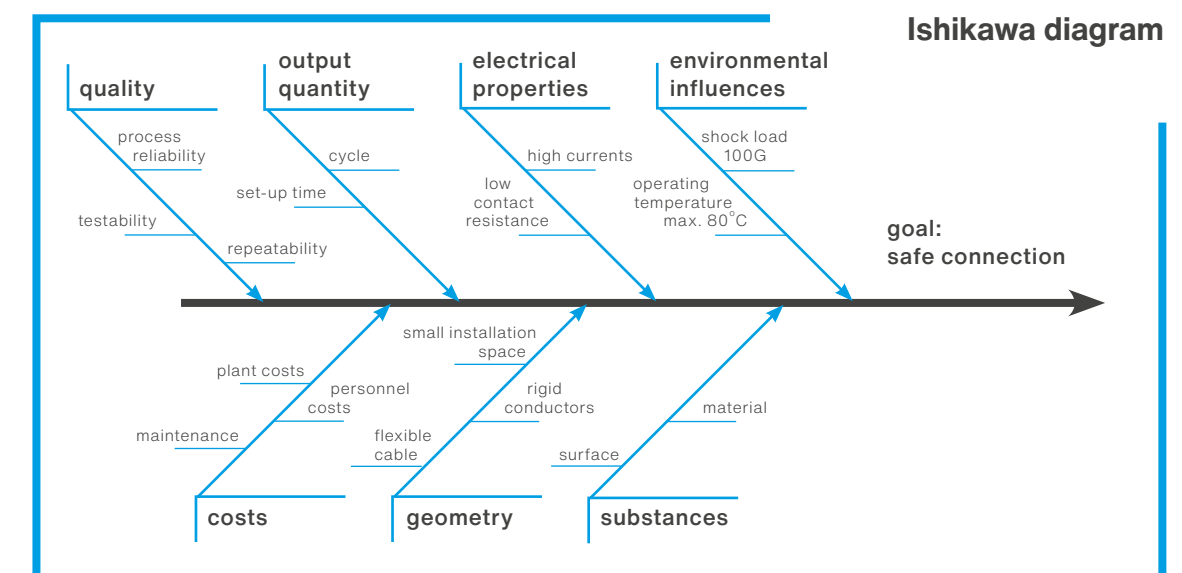 Ishikawa diagram
quality
output
quantity
electrical
properties
environmental
influences
process
reliability
testability
repeatability
cycle
set-up time
high currents
low
contact
resistance
shock load
100G
operating
temperature
max. 80°C
goal:
safe connection
plant costs
personnel
costs
maintenance
small installation
space
rigid
conductors
flexible
cable
material
surface
costs
geometry
substances